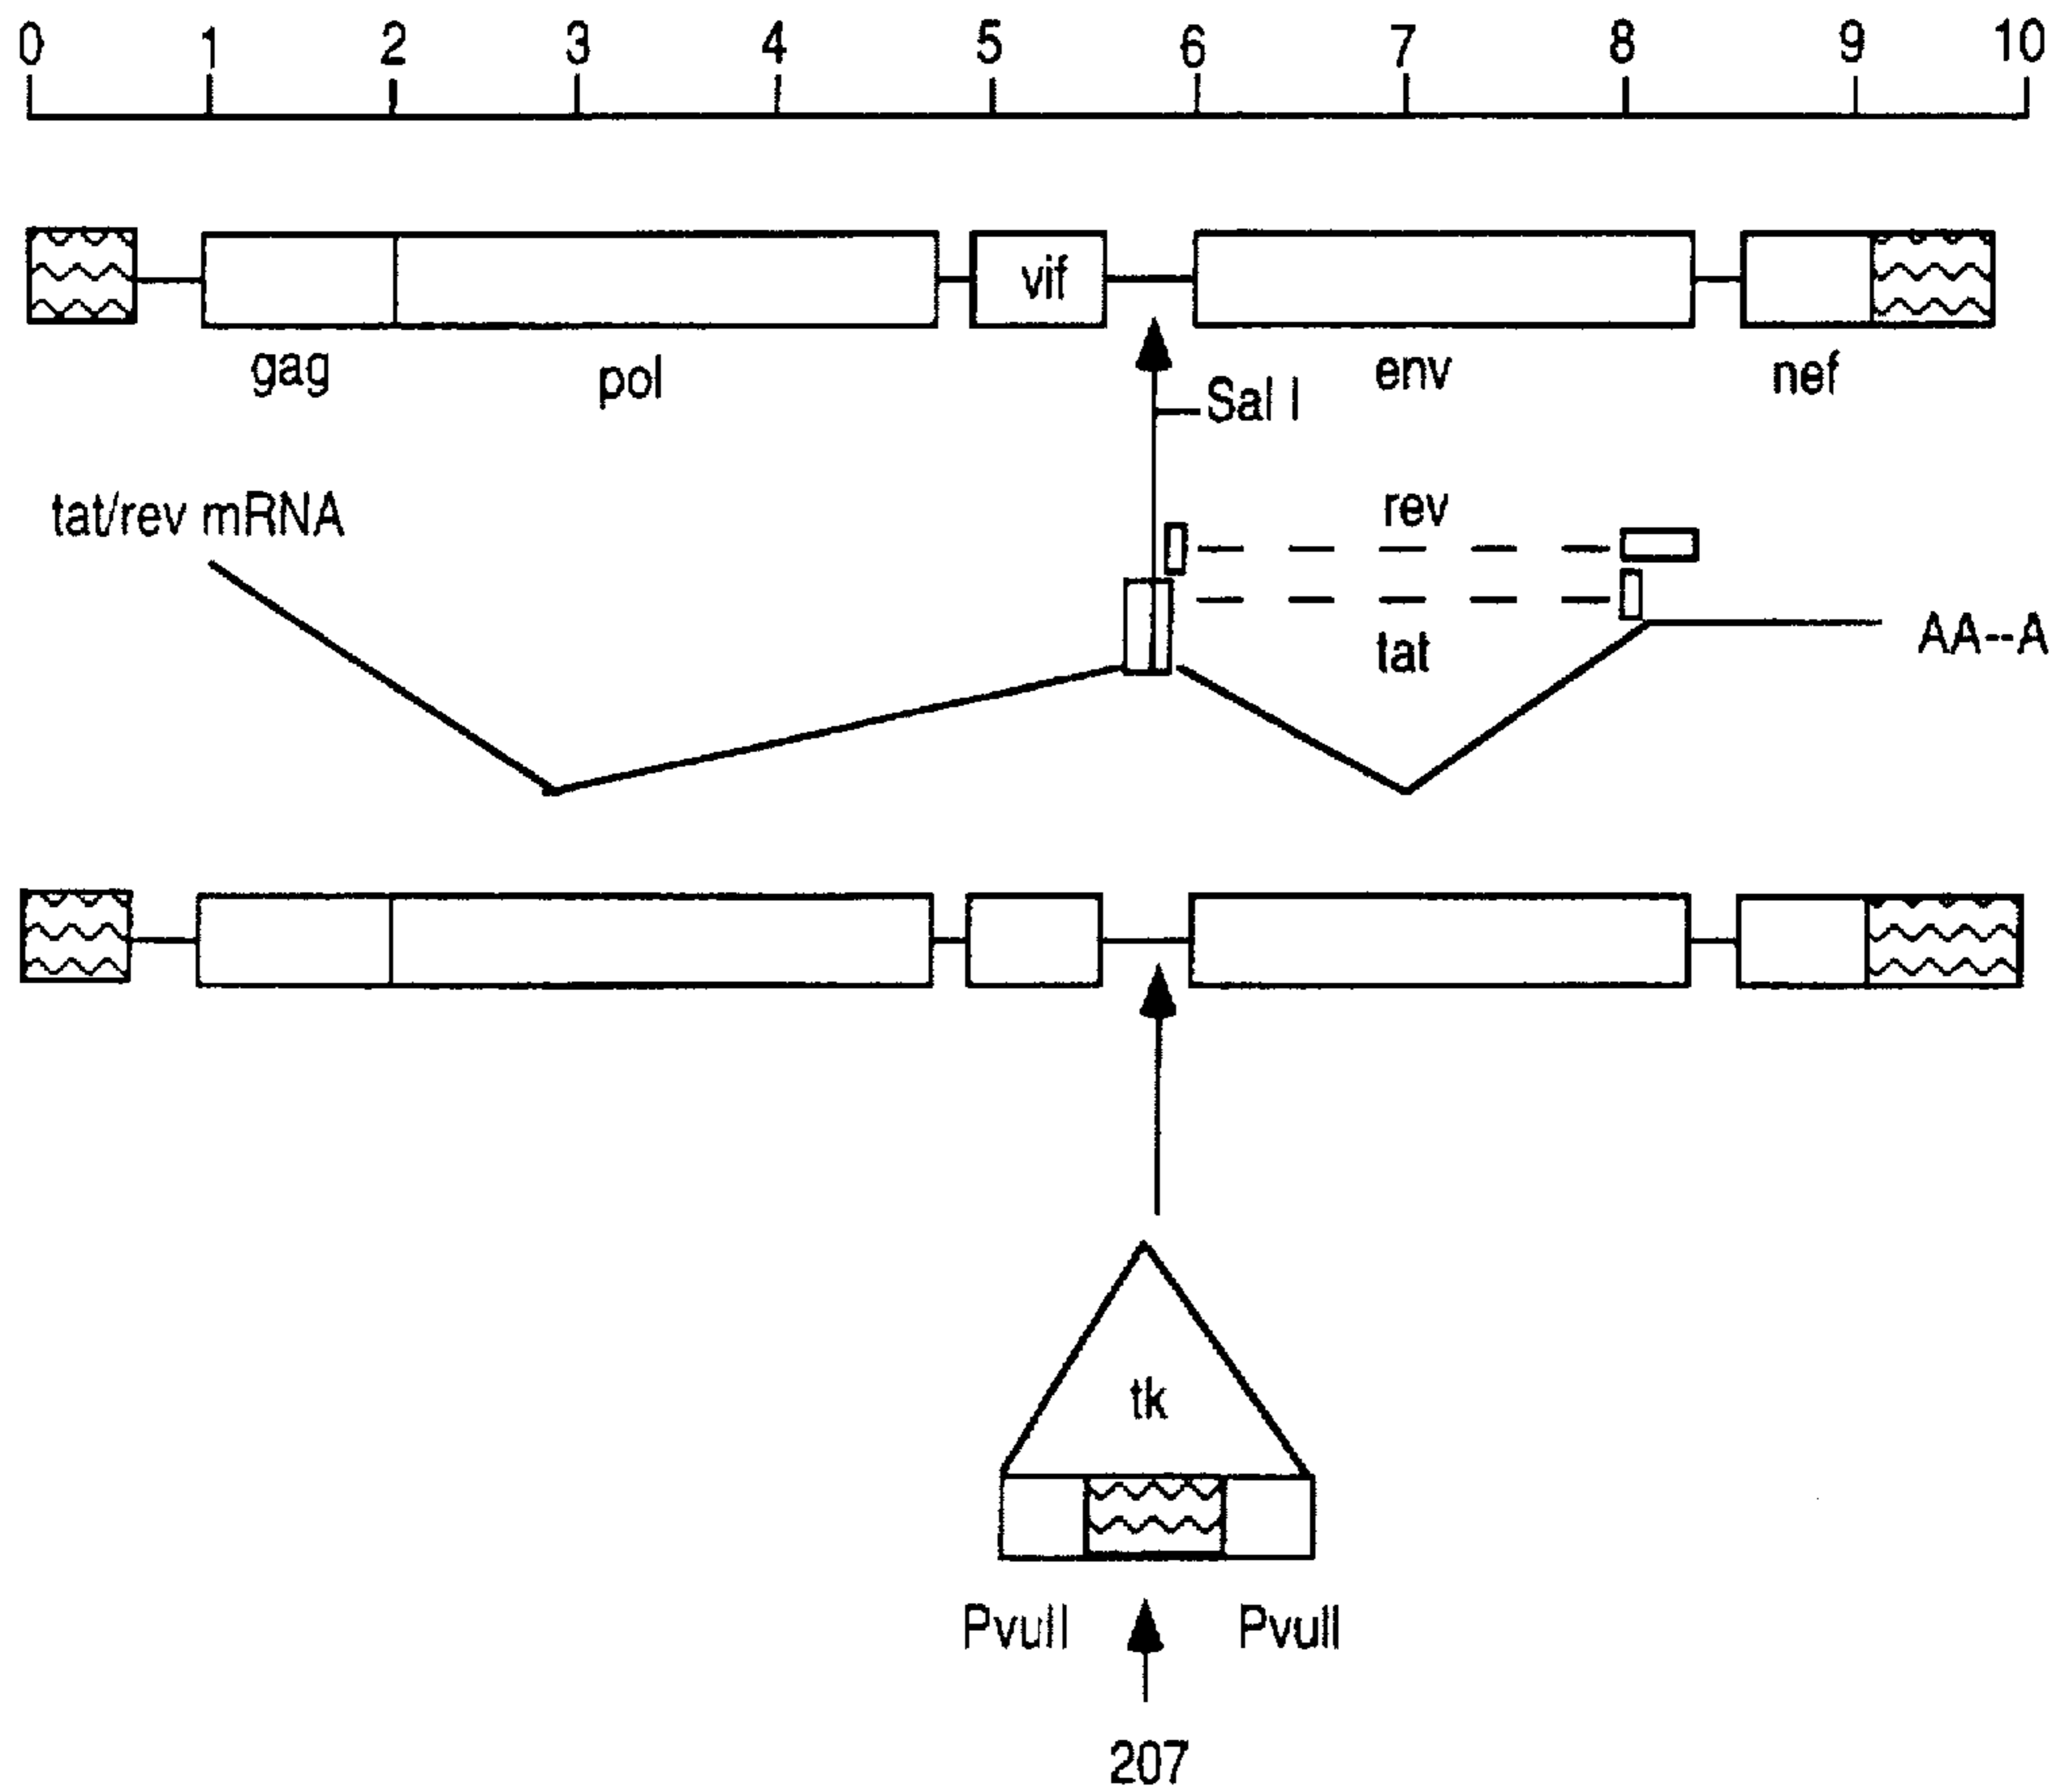 0 1 2 3 4 5 6 7 8 9 10
vif
gag pol env nef
Sal I
tat/rev mRNA
rev
tat
AA--A
tk
PvuII PvuII
207